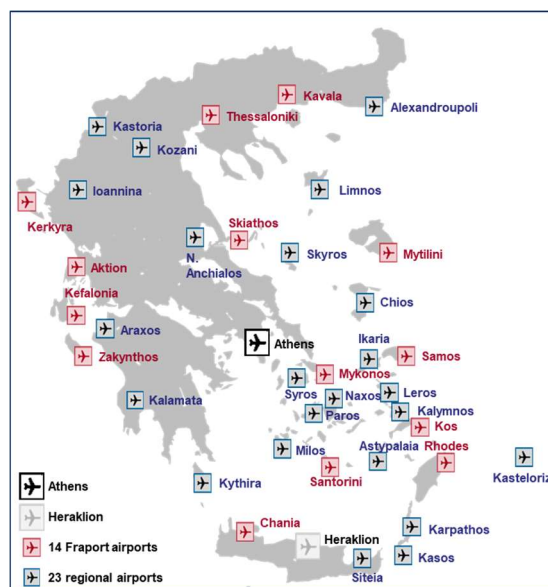 Kavala
Alexandroupoli
Thessaloniki
Kastoria
Kozani
Ioannina
Limnos
Kerkyra
Skiathos
N.
Anchialos
Skyros
Mytilini
Aktion
Kefalonia
Chios
Araxos
Ikaria
Athens
Zakynthos
Samos
Mykonos
Syros
Naxos
Leros
Kalamata
Paros
Kalymnos
Kos
Milos
Astypalaia
Rhodes
Kasteloriz
Santorini
Kythira
Athens
Heraklion
Chania
Karpathos
Heraklion
14 Fraport airports
Kasos
23 regional airports
Siteia